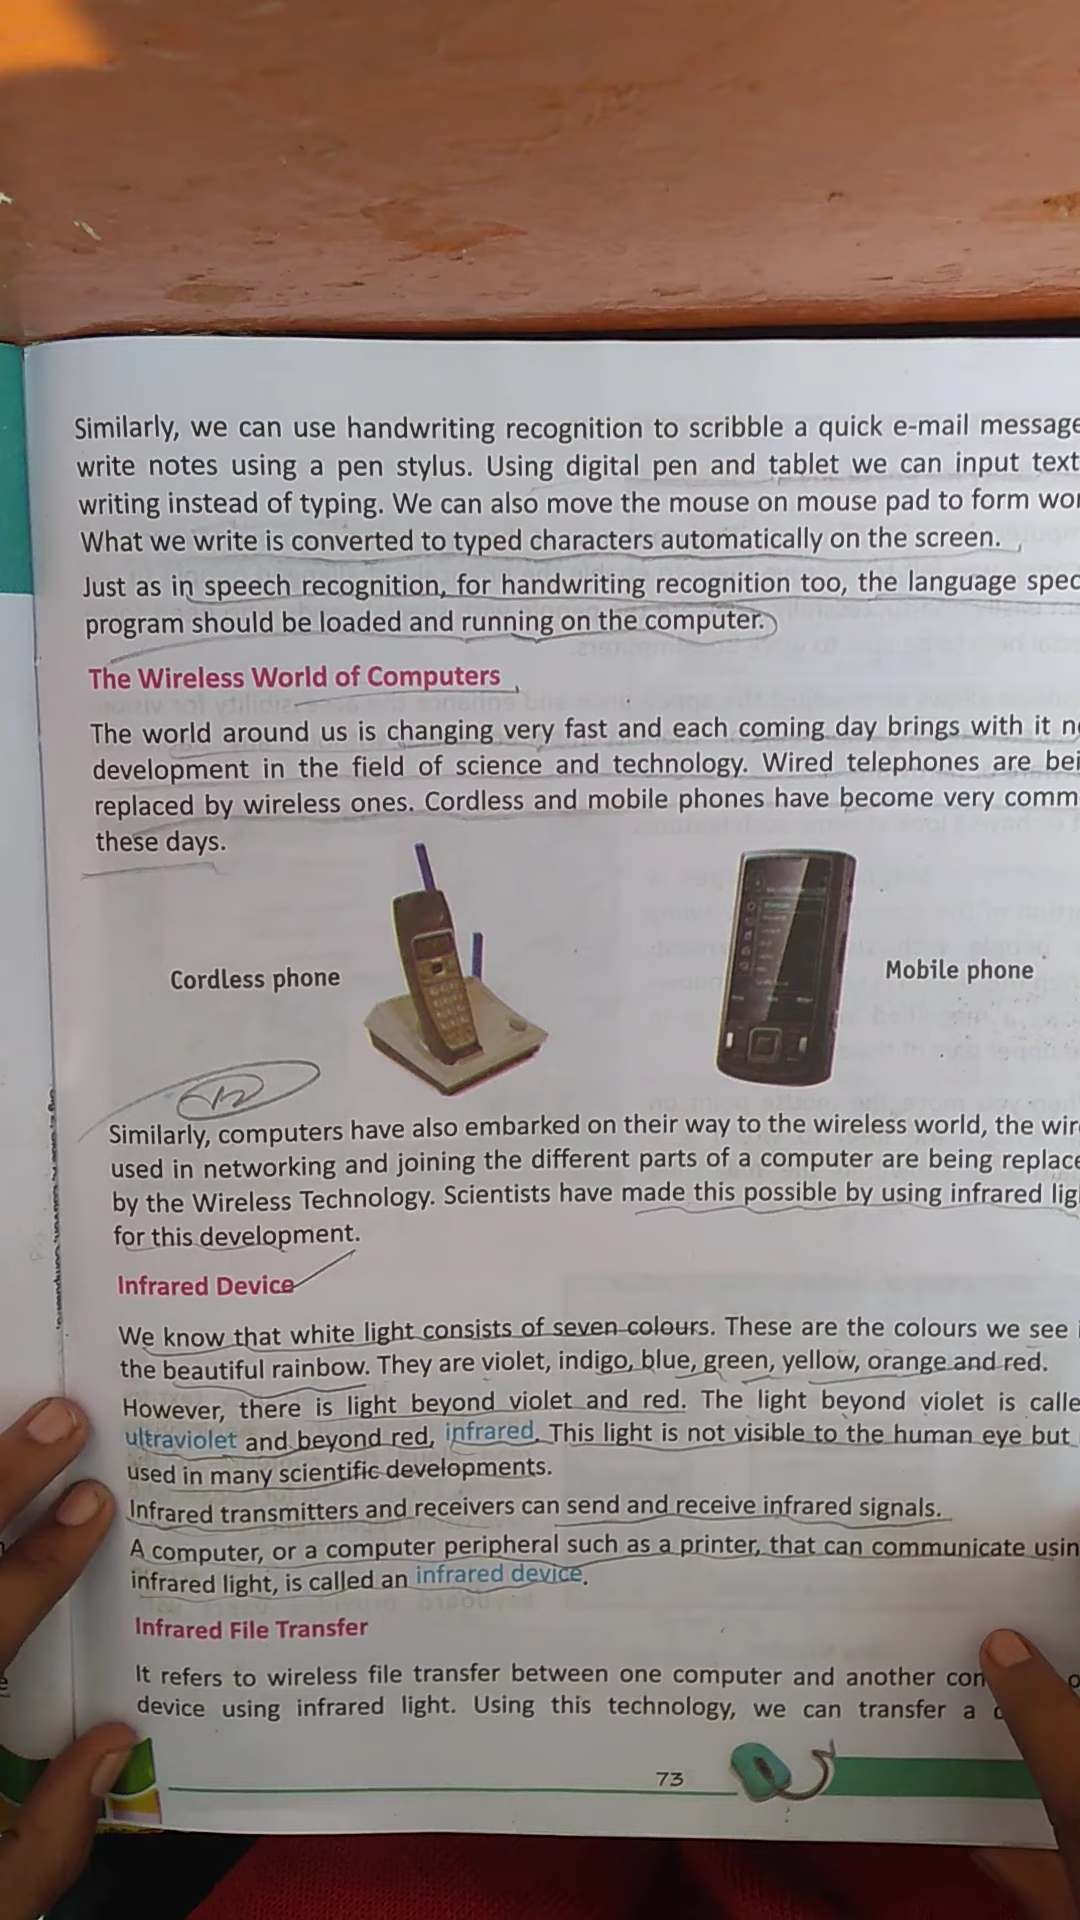 Similarly, we can use handwriting recognition to scribble a quick e-mail message
write notes using a pen stylus. Using digital pen and tablet we can input text
writing instead of typing. We can also move the mouse on mouse pad to form
What we write is converted to typed characters automatically on the screen.
Just as in speech recognition, for handwriting recognition too, the language
program should be loaded and running on the computer.
The Wireless World of Computers
The world around us is changing very fast and each coming day brings with it
development in the field of science and technology. Wired telephones are
replaced by wireless ones. Cordless and mobile phones have become very
these days.
Cordless phone
Mobile phone
Similarly, computers have also embarked on their way to the wireless world, the
used in networking and joining the different parts of a computer are being
by the Wireless Technology. Scientists have made this possible by using infrared
for this development.
Infrared Device
We know that white light consists of seven colours. These are the colours we see
the beautiful rainbow. They are violet, indigo, blue, green, yellow, orange and red.
However, there is light beyond violet and red. The light beyond violet is
ultraviolet and beyond red, infrared. This light is not visible to the human eye but
used in many scientific developments.
Infrared transmitters and receivers can send and receive infrared signals.
A computer, or a computer peripheral such as a printer, that can communicate
infrared light, is called an infrared device.
Infrared File Transfer
It refers to wireless file transfer between one computer and another
device using infrared light. Using this technology, we can transfer a
73